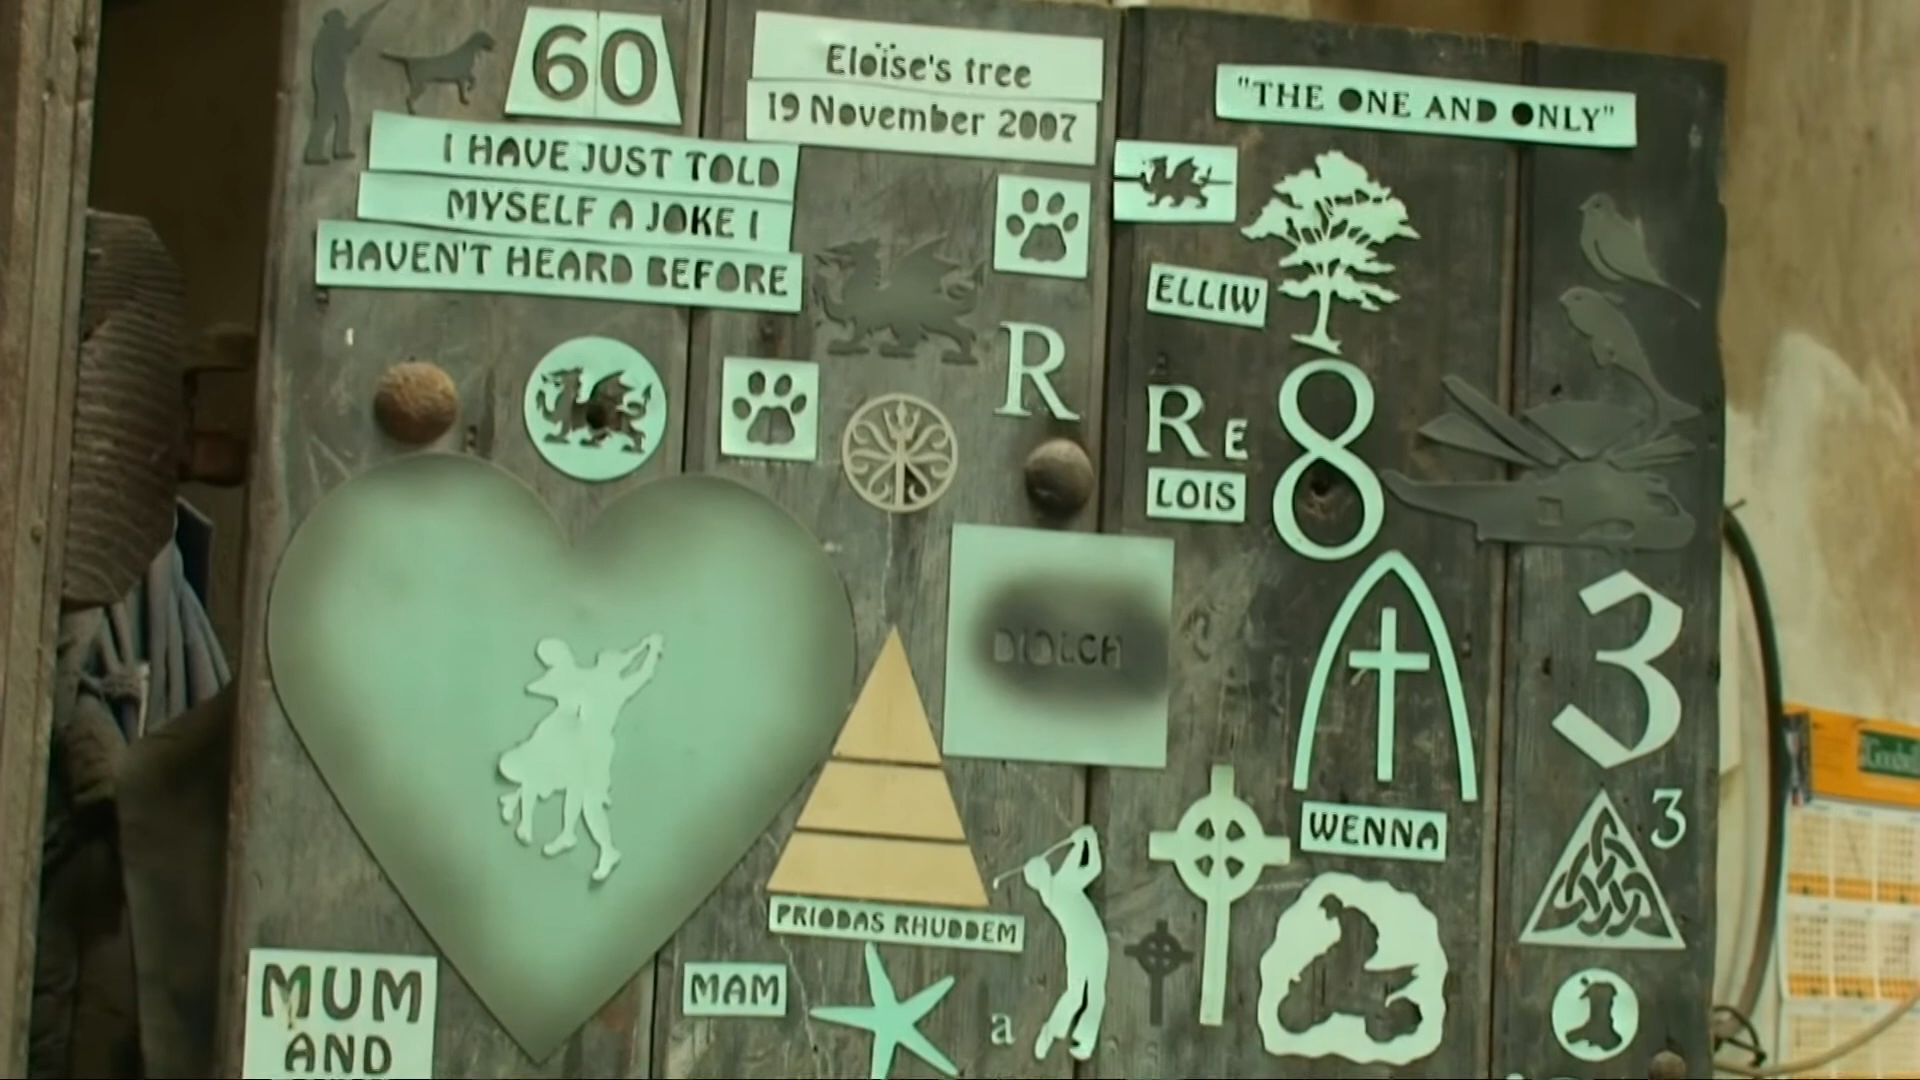 60
I HAVE JUST TOLD
MYSELF A JOKE I
HAVEN'T HEARD BEFORE
Eloïse's tree
19 November 2007
"THE ONE AND ONLY"
ELLIW
R
R E
LOIS
8
DIOLCH
3
WENNA
3
PRIODAS RHUDDEM
MAM
a
MUM
AND